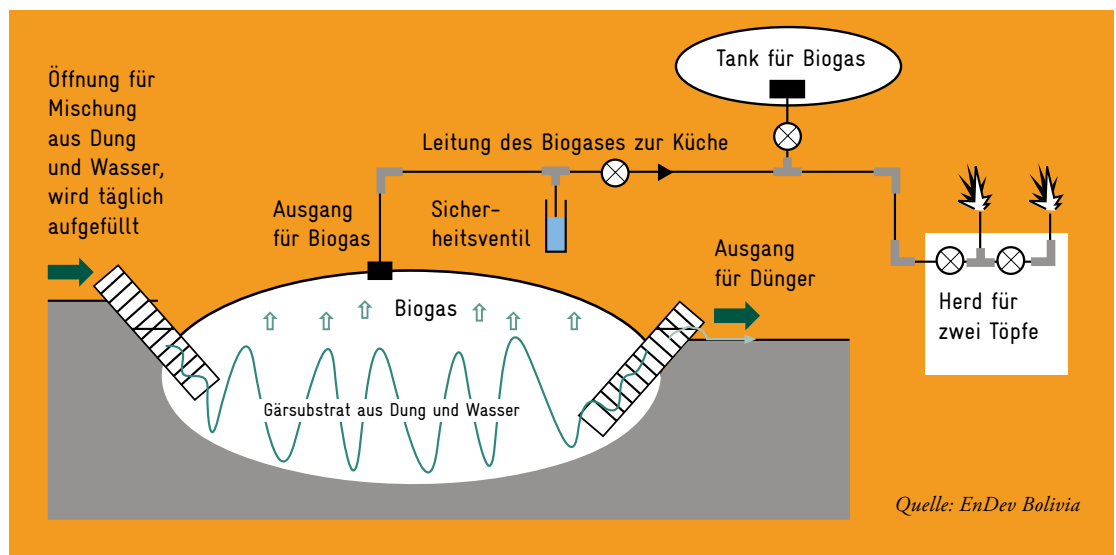 Öffnung für
Mischung
aus Dung
und Wasser,
wird täglich
aufgefüllt
Tank für Biogas
Leitung des Biogases zur Küche
Ausgang
für Biogas
Sicher-
heitsventil
Ausgang
für Dünger
Biogas
Herd für
zwei Töpfe
Gärsubstrat aus Dung und Wasser
Quelle: EnDev Bolivia